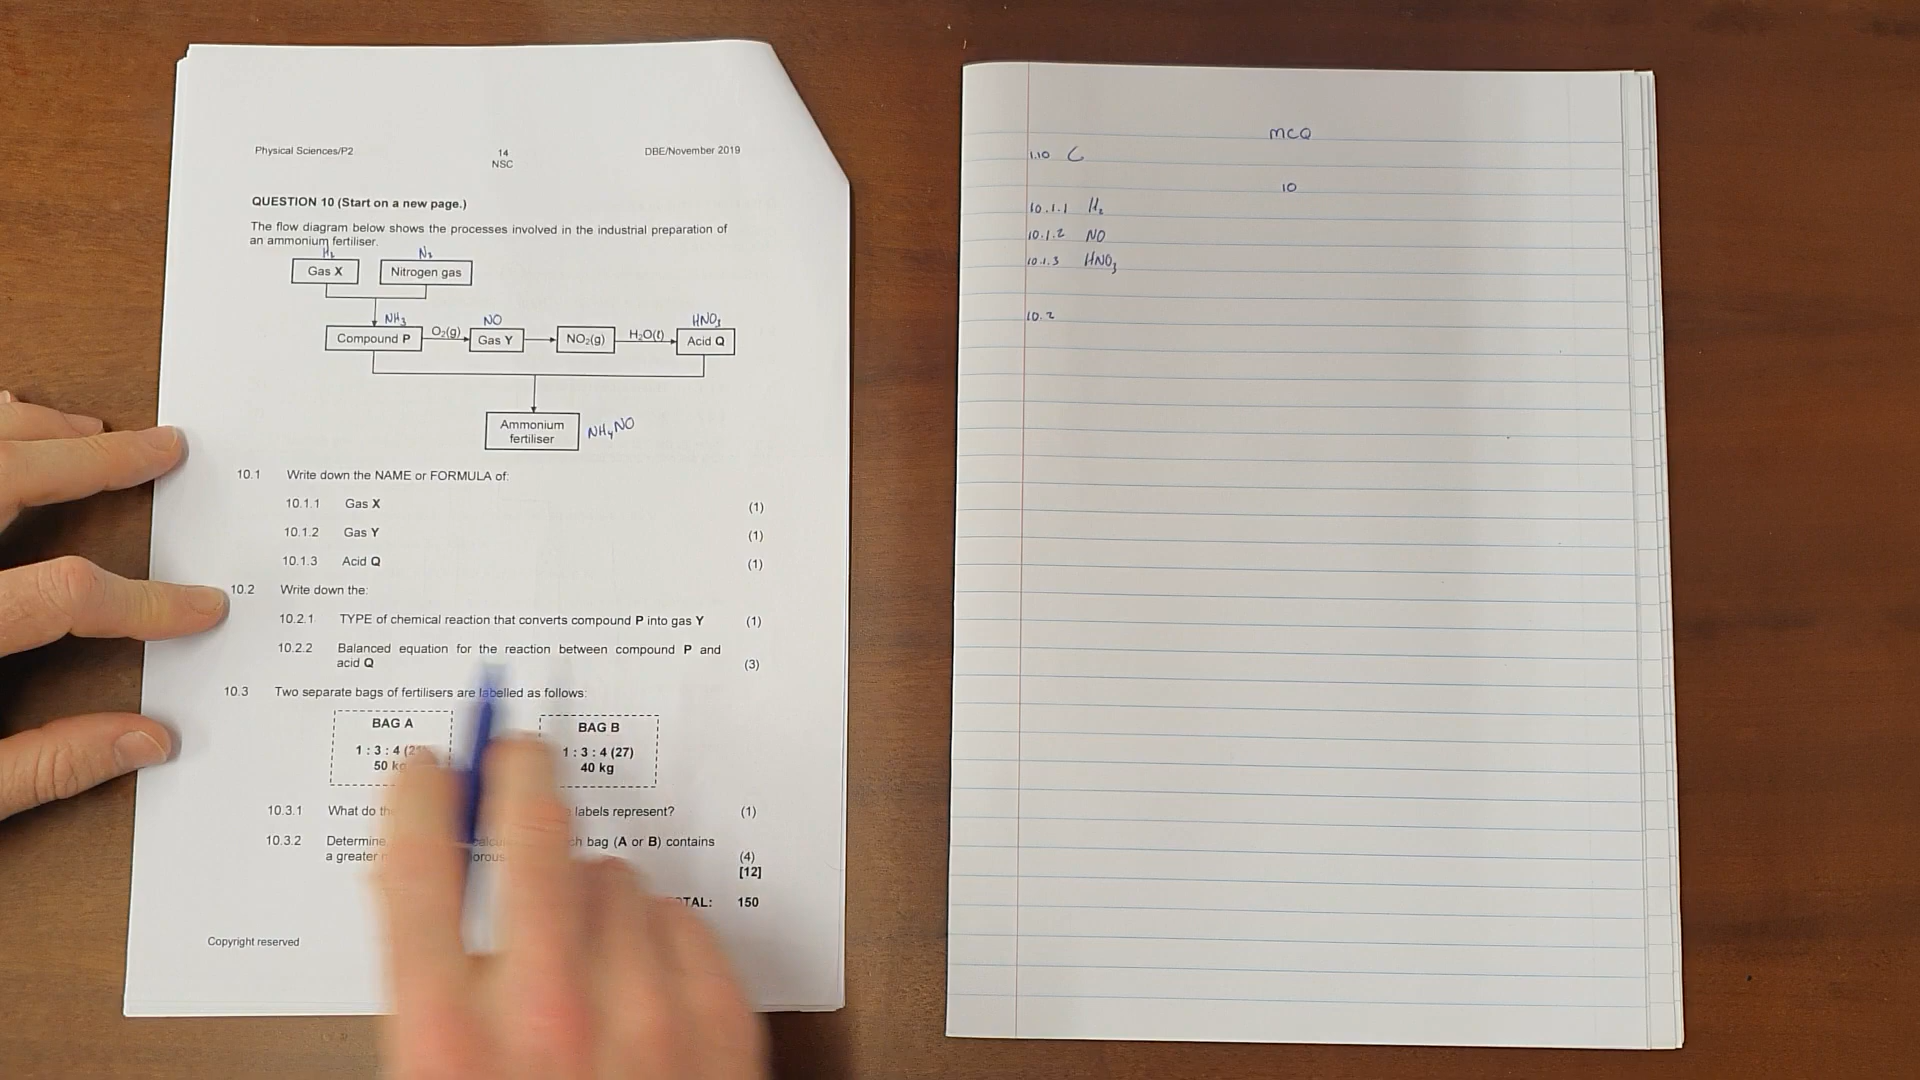 Physical Sciences/P2
14
NSC
DBE/November 2019
QUESTION 10 (Start on a new page.)
The flow diagram below shows the processes involved in the industrial preparation of
an ammonium fertiliser.
H₂
N₂
Gas X
Nitrogen gas
NH₃
NO
HNO₃
Compound P
O₂(g)
Gas Y
NO₂(g)
H₂O(ℓ)
Acid Q
Ammonium
fertiliser
NH₄NO
10.1 Write down the NAME or FORMULA of:
10.1.1 Gas X (1)
10.1.2 Gas Y (1)
10.1.3 Acid Q (1)
10.2 Write down the:
10.2.1 TYPE of chemical reaction that converts compound P into gas Y (1)
10.2.2 Balanced equation for the reaction between compound P and
acid Q (3)
10.3 Two separate bags of fertilisers are labelled as follows:
BAG A
1 : 3 : 4
50 kg
BAG B
1 : 3 : 4 (27)
40 kg
10.3.1 What do labels represent? (1)
10.3.2 Determine bag (A or B) contains
a greater (4)
[12]
150
Copyright reserved
MCQ
1.10 C
10
10.1.1 H₂
10.1.2 NO
10.1.3 HNO₃
10.2